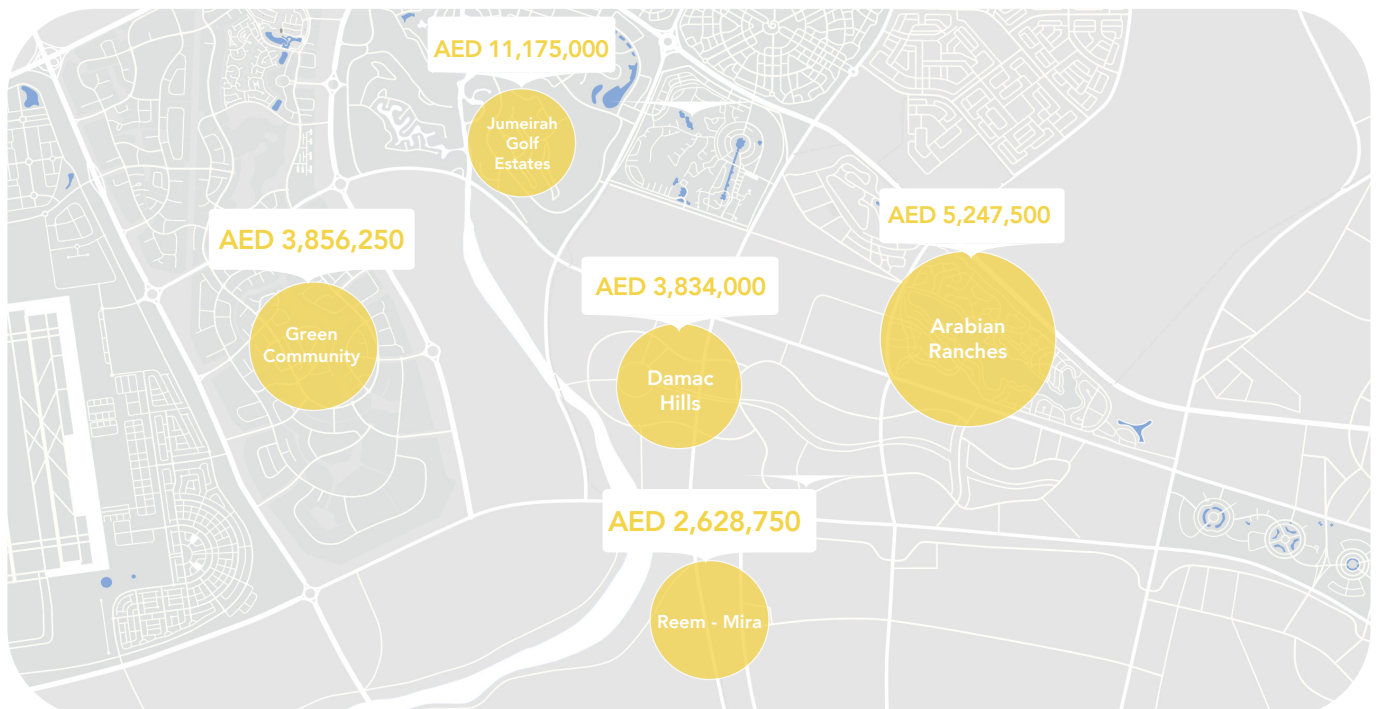 AED 11,175,000
Jumeirah
Golf
Estates
AED 3,856,250
Green
Community
AED 3,834,000
Damac
Hills
AED 5,247,500
Arabian
Ranches
AED 2,628,750
Reem - Mira